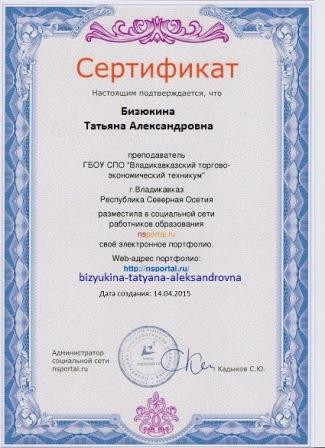 Сертификат
Настоящим подтверждается, что
Бизюкина
Татьяна Александровна
преподаватель
ГБОУ СПО "Владикавказский торгово-
экономический техникум"
г.Владикавказ
Республика Северная Осетия
разместила в социальной сети
работников образования
nsportal.ru
своё электронное портфолио.
Web-адрес портфолио:
http://nsportal.ru/
bizyukina-tatyana-aleksandrovna
Дата создания: 14.04.2015
Администратор
социальной сети
nsportal.ru
Кадыков С.Ю.